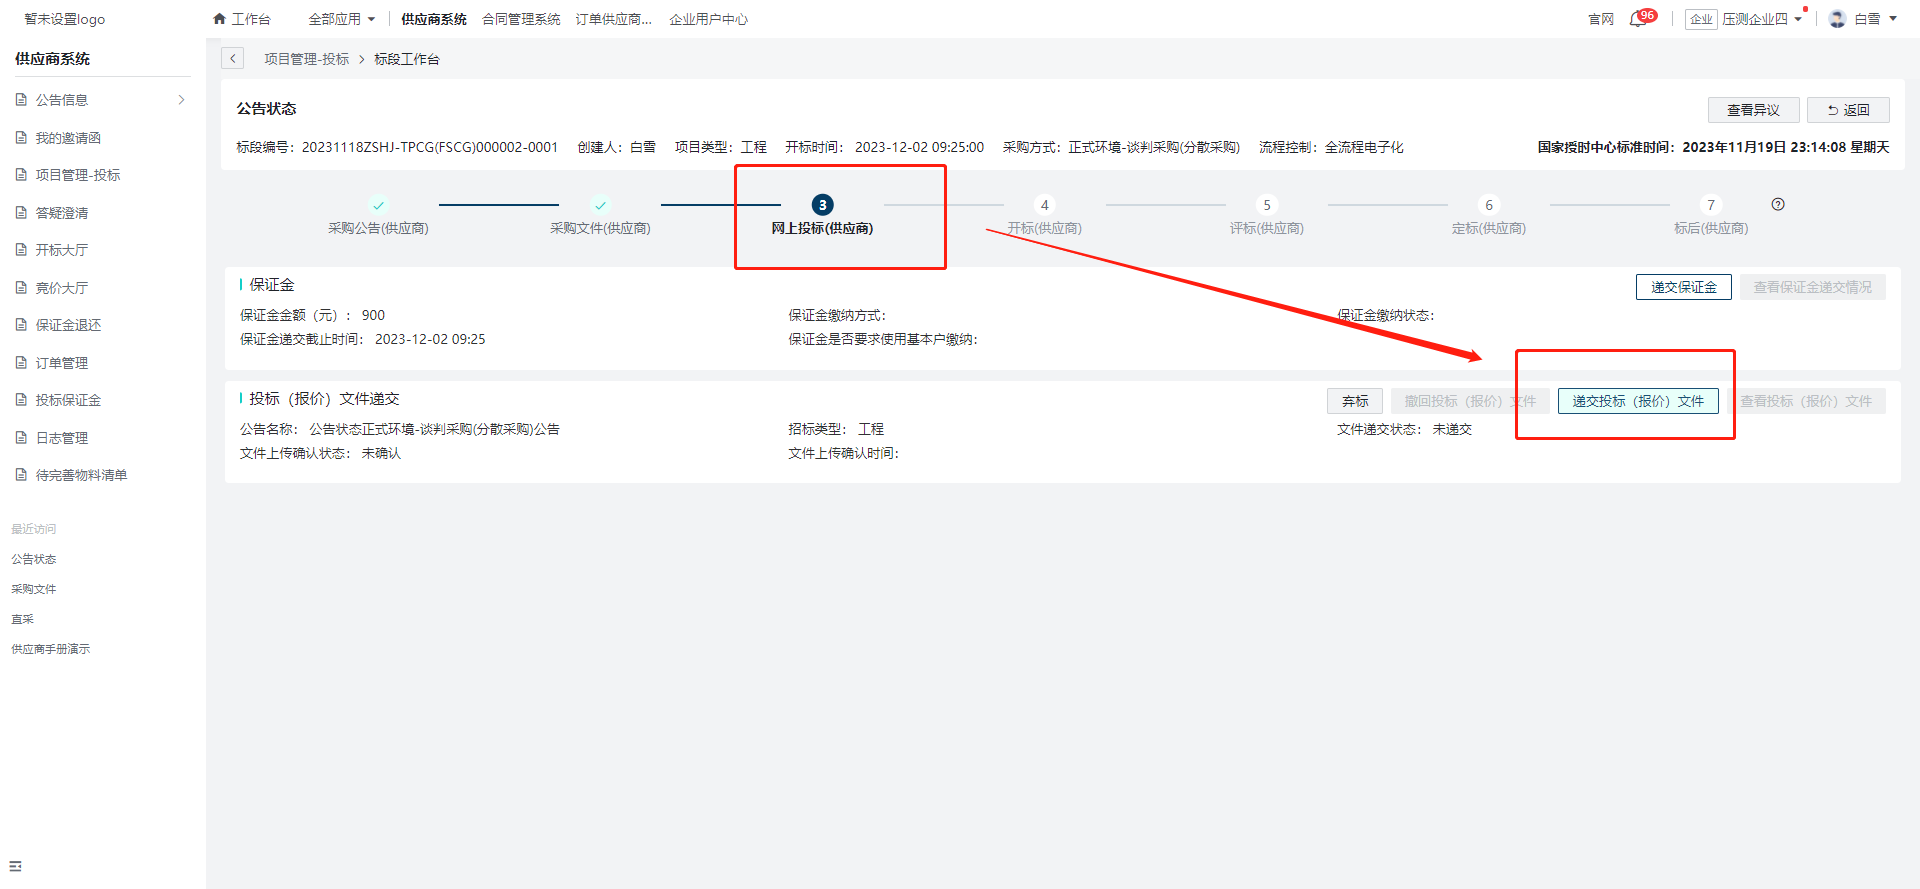 暂未设置logo
工作台 全部应用 供应商系统 合同管理系统 订单供应商... 企业用户中心 官网 96 企业 压测企业四 白雪
供应商系统
公告信息
我的邀请函
项目管理-投标
答疑澄清
开标大厅
竟价大厅
保证金退还
订单管理
投标保证金
日志管理
待完善物料清单
最近访问
公告状态
采购文件
直采
供应商手册演示
项目管理-投标 > 标段工作台
公告状态 查看异议 返回
标段编号：20231118ZSHJ-TPCG(FSCG)000002-0001 创建人：白雪 项目类型：工程 开标时间： 2023-12-02 09:25:00 采购方式：正式环境-谈判采购(分散采购) 流程控制：全流程电子化 国家授时中心标准时间：2023年11月19日 23:14:08 星期天
3 4 5 6 7
采购公告(供应商) 采购文件(供应商) 网上投标(供应商) 开标(供应商) 评标(供应商) 定标(供应商) 标后(供应商)
保证金 递交保证金 查看保证金递交情况
保证金金额（元）： 900 保证金缴纳方式： 保证金缴纳状态：
保证金递交截止时间： 2023-12-02 09:25 保证金是否要求使用基本户缴纳：
投标（报价）文件递交 弃标 撤回投标（报价）文件 递交投标（报价）文件 查看投标（报价）文件
公告名称： 公告状态正式环境-谈判采购(分散采购)公告 招标类型： 工程 文件递交状态： 未递交
文件上传确认状态： 未确认 文件上传确认时间：